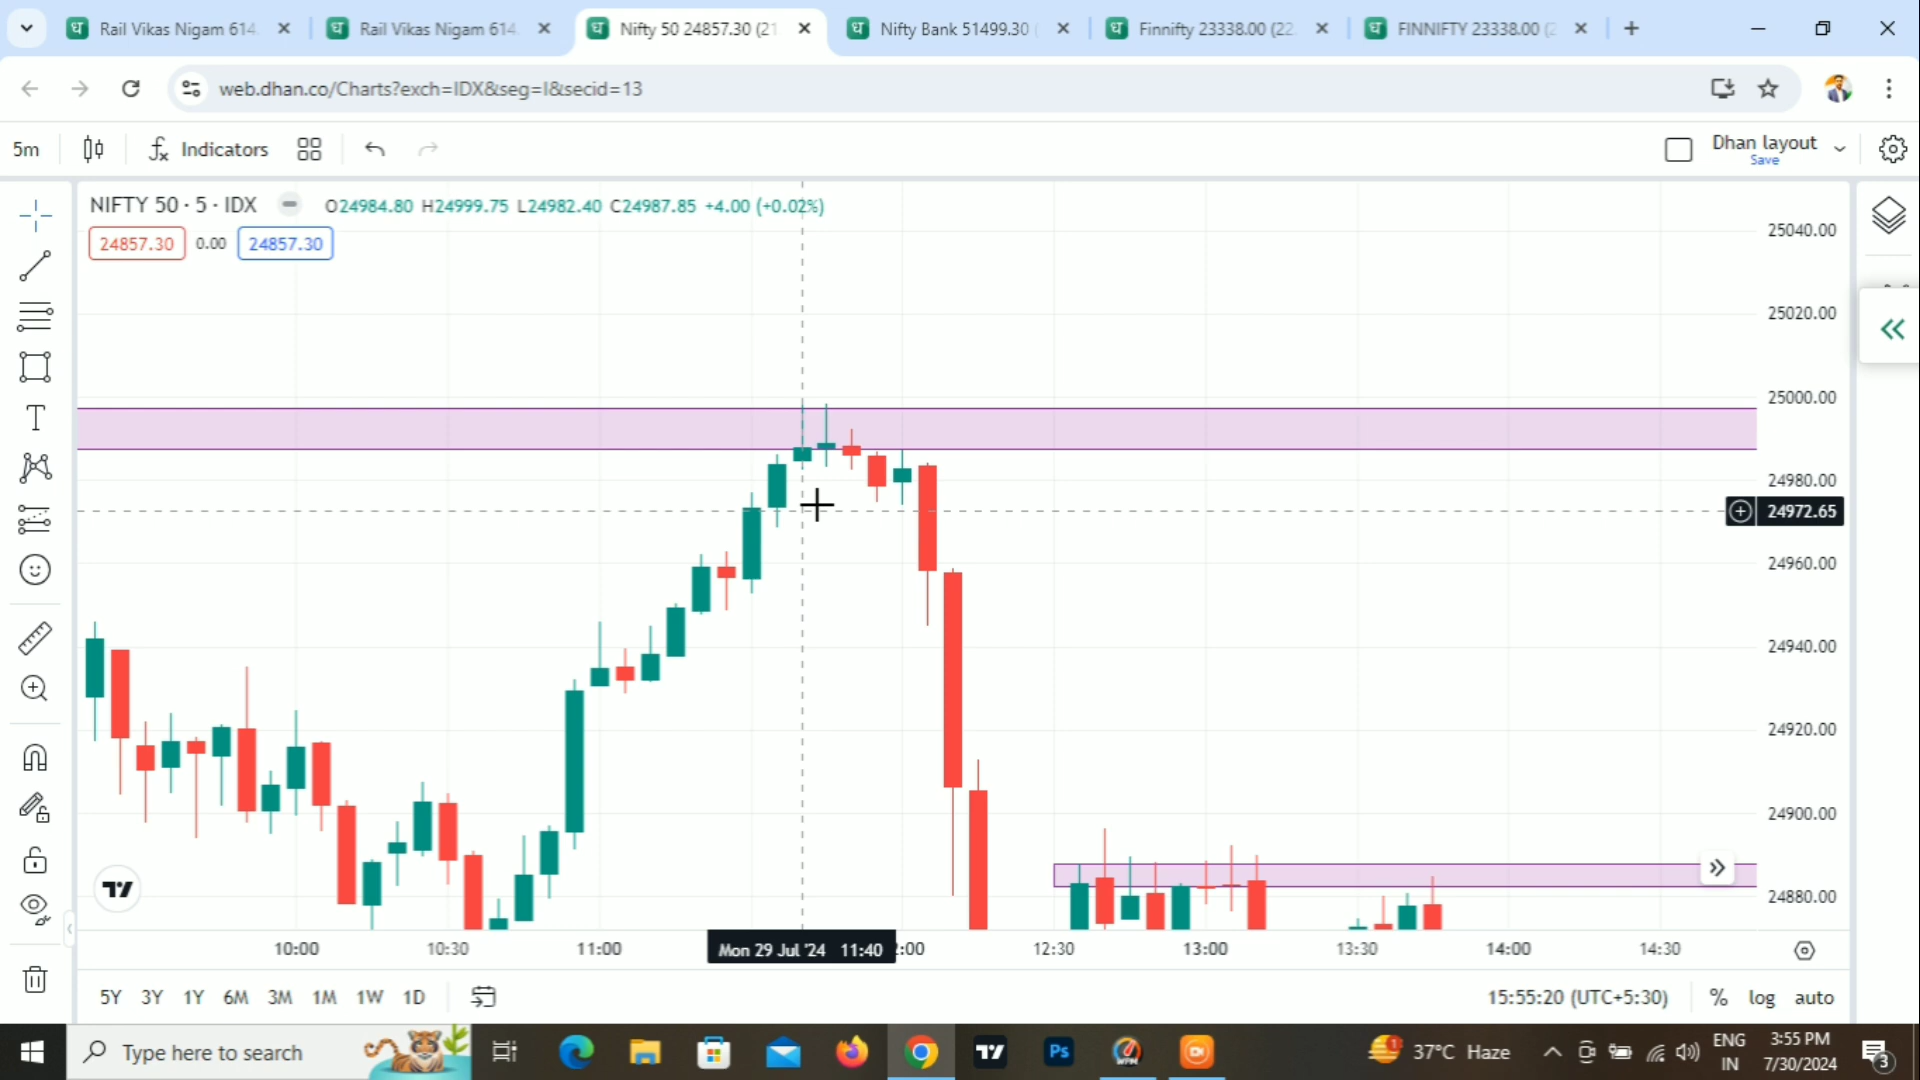 Rail Vikas Nigam 614
Rail Vikas Nigam 614
Nifty 50 24857.30 (21
Nifty Bank 51499.30 (
Finnifty 23338.00 (22
FINNIFTY 23338.00 (2
web.dhan.co/Charts?exch=IDX&seg=I&secid=13
5m
Indicators
Dhan layout
Save
NIFTY 50 · 5 · IDX
O24984.80 H24999.75 L24982.40 C24987.85 +4.00 (+0.02%)
24857.30 0.00 24857.30
25040.00
25020.00
25000.00
24980.00
24972.65
24960.00
24940.00
24920.00
24900.00
24880.00
10:00 10:30 11:00 Mon 29 Jul '24 11:40 2:00 12:30 13:00 13:30 14:00 14:30
5Y 3Y 1Y 6M 3M 1M 1W 1D
15:55:20 (UTC+5:30) % log auto
Type here to search
Ps
1
37°C Haze
ENG
IN
3:55 PM
7/30/2024
3